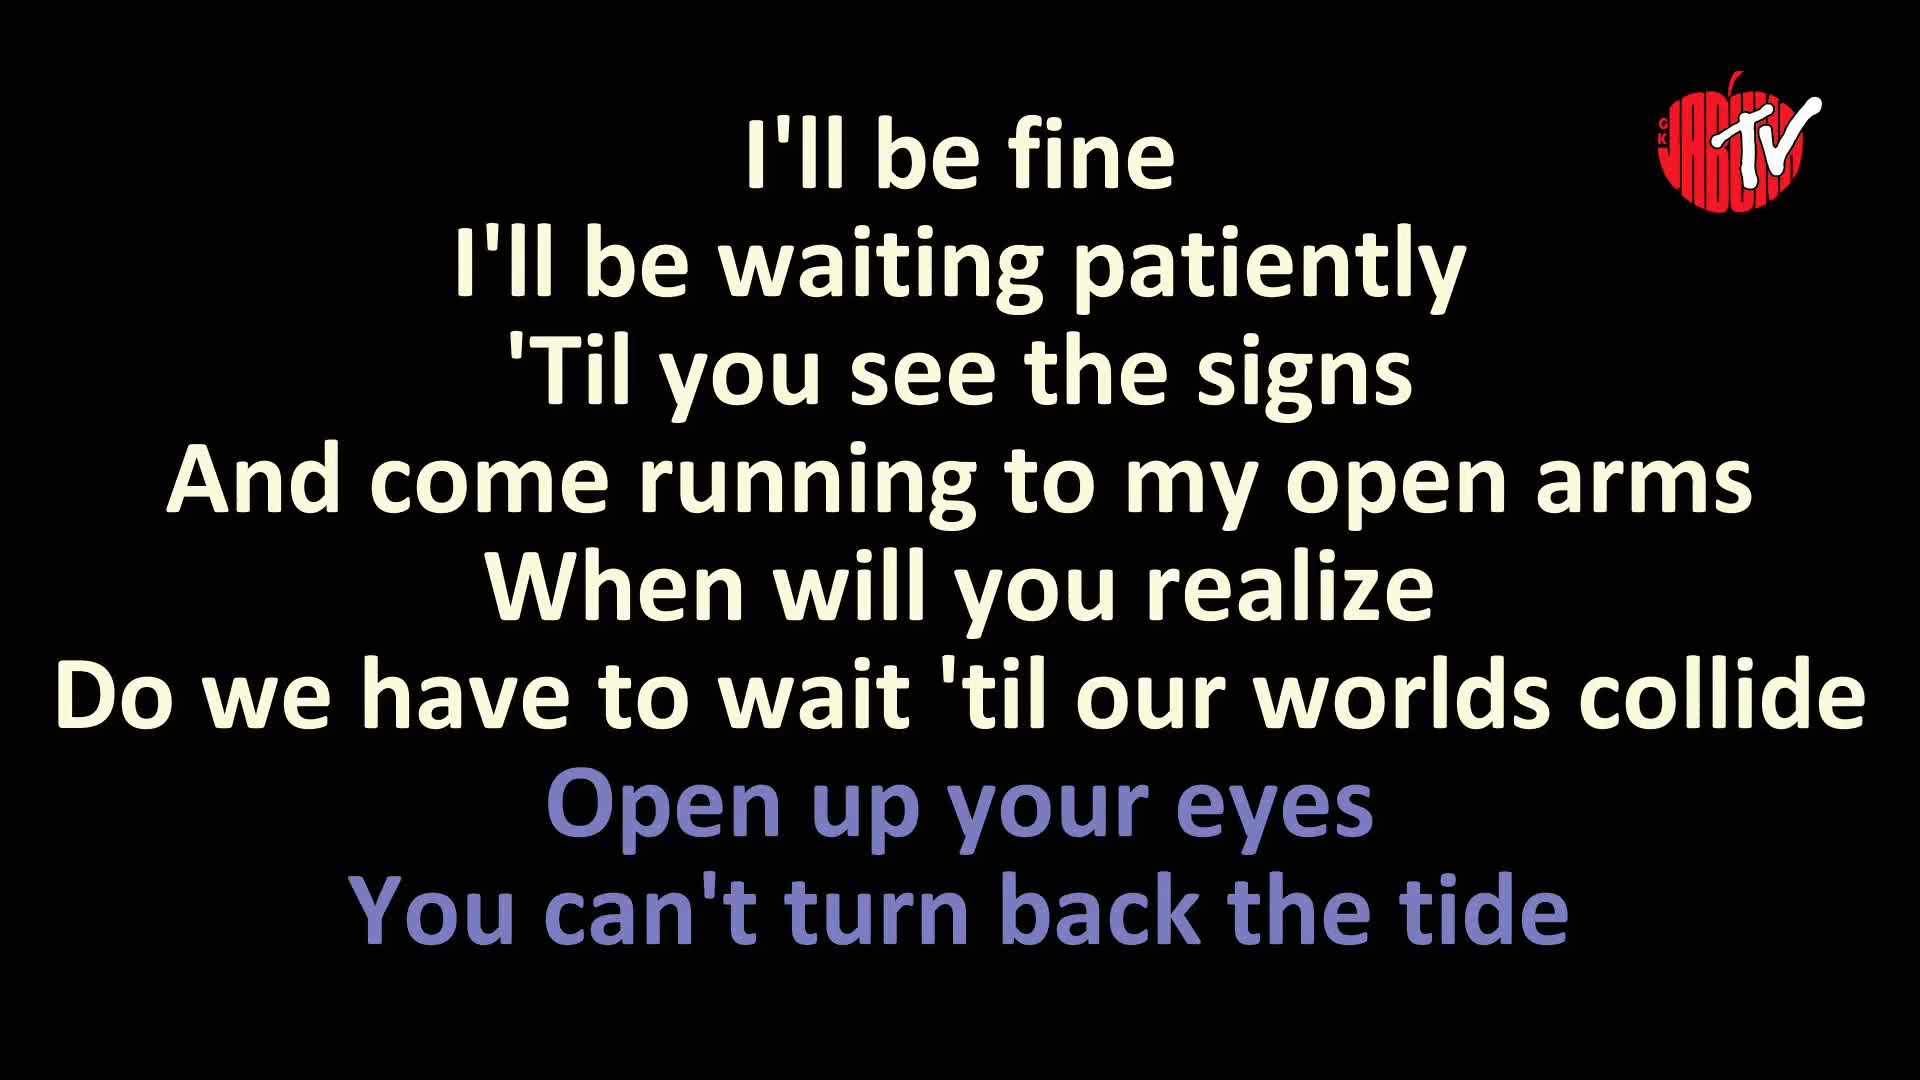 I'll be fine
I'll be waiting patiently
'Til you see the signs
And come running to my open arms
When will you realize
Do we have to wait 'til our worlds collide
Open up your eyes
You can't turn back the tide
GK
TV